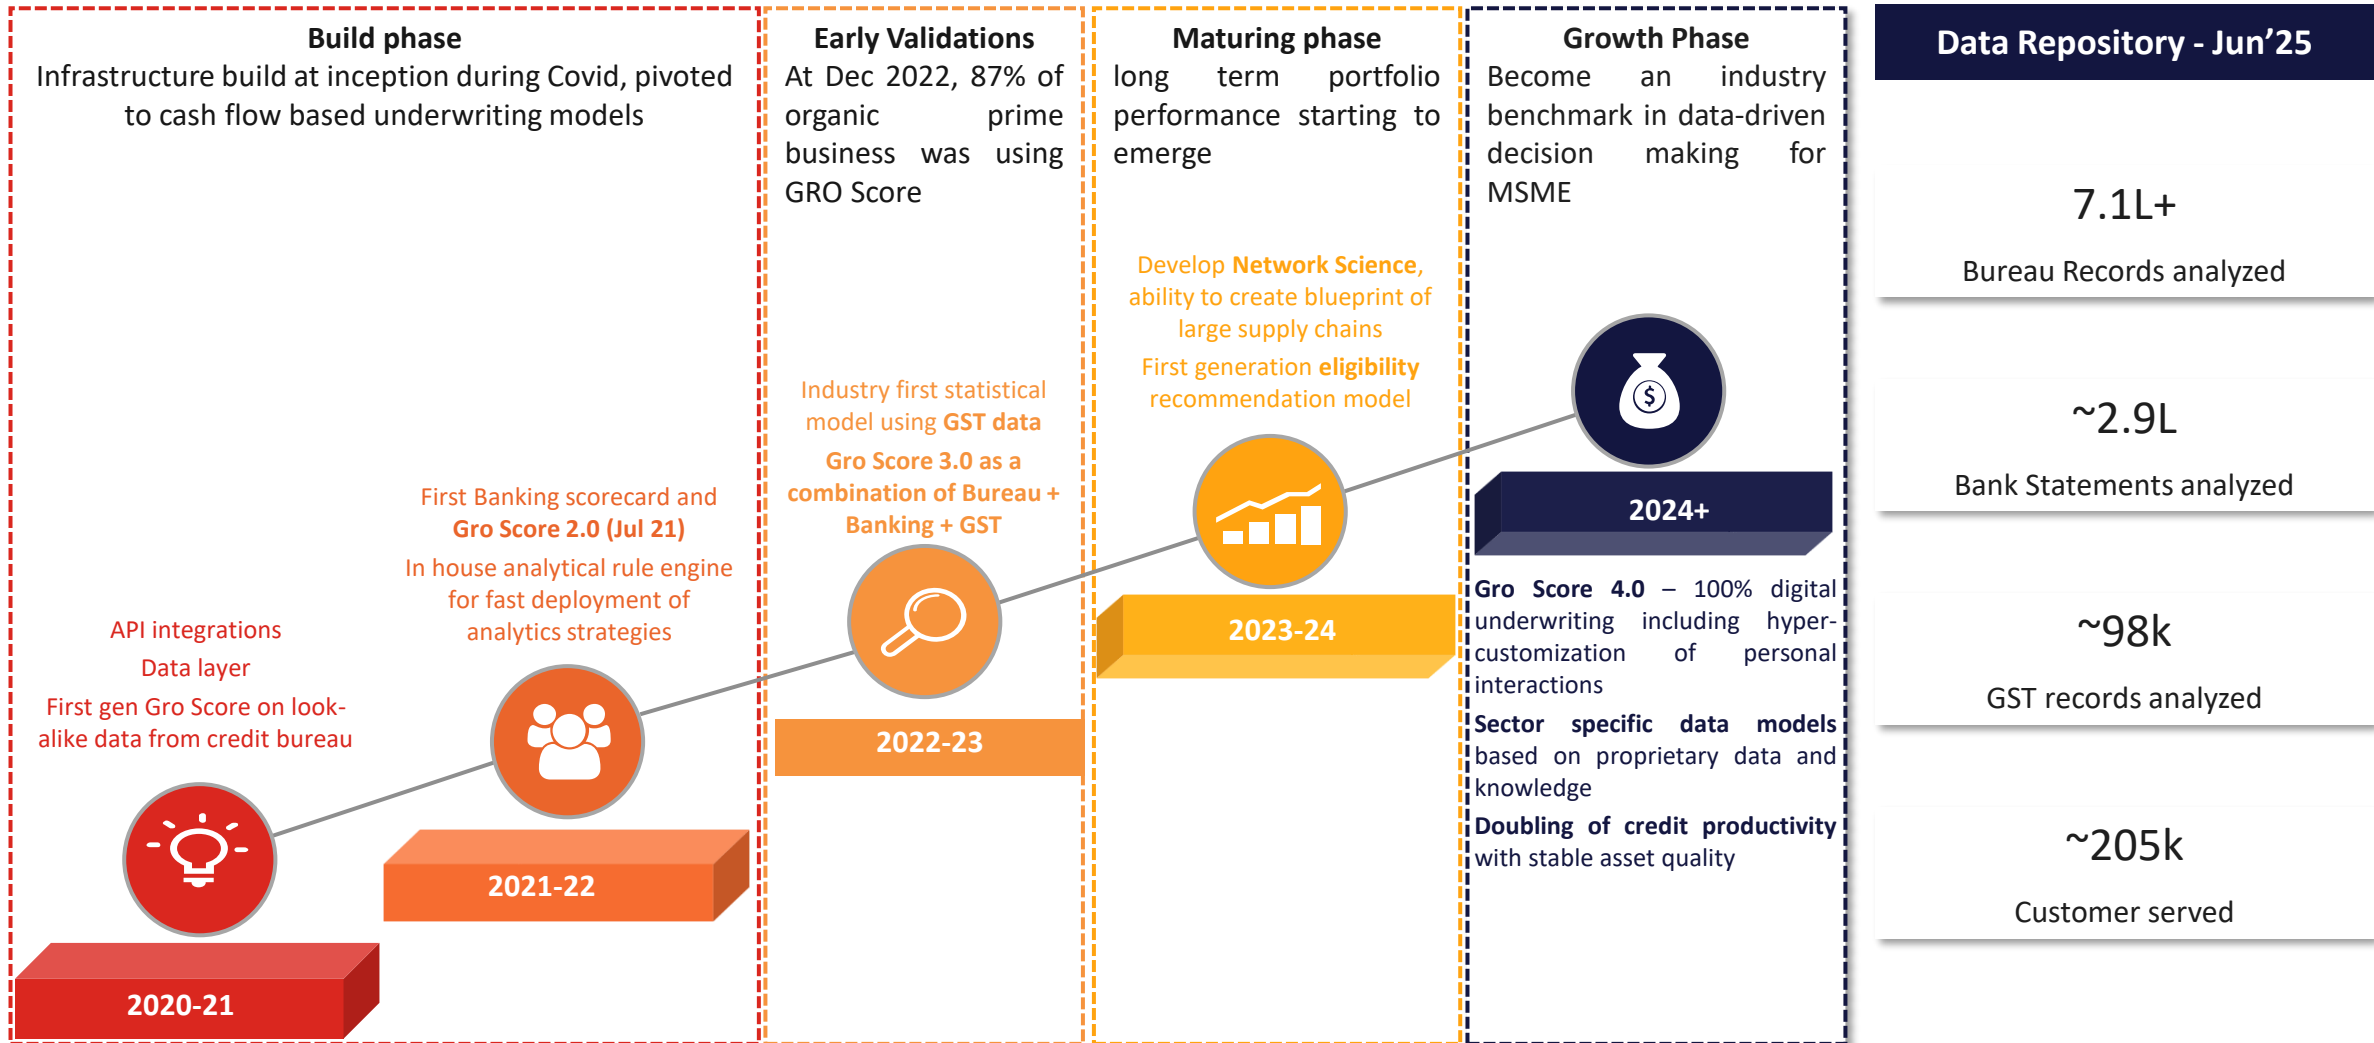 Build phase
Infrastructure build at inception during Covid, pivoted
to cash flow based underwriting models
API integrations
Data layer
First gen Gro Score on look-
alike data from credit bureau
2020-21
First Banking scorecard and
Gro Score 2.0 (Jul 21)
In house analytical rule engine
for fast deployment of
analytics strategies
2021-22
Early Validations
At Dec 2022, 87% of
organic prime
business was using
GRO Score
Industry first statistical
model using GST data
Gro Score 3.0 as a
combination of Bureau +
Banking + GST
2022-23
Maturing phase
long term portfolio
performance starting to
emerge
Develop Network Science,
ability to create blueprint of
large supply chains
First generation eligibility
recommendation model
2023-24
Growth Phase
Become an industry
benchmark in data-driven
decision making for
MSME
$
2024+
Gro Score 4.0 – 100% digital
underwriting including hyper-
customization of personal
interactions
Sector specific data models
based on proprietary data and
knowledge
Doubling of credit productivity
with stable asset quality
Data Repository - Jun’25
7.1L+
Bureau Records analyzed
~2.9L
Bank Statements analyzed
~98k
GST records analyzed
~205k
Customer served